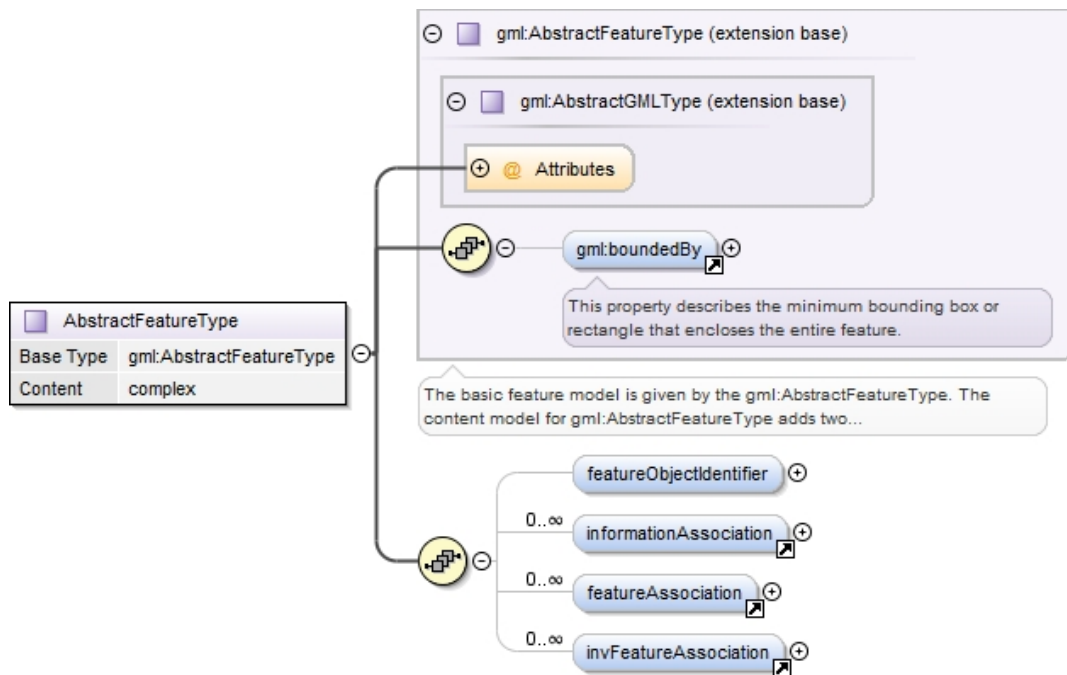 gml:AbstractFeatureType (extension base)
gml:AbstractGMLType (extension base)
@ Attributes
gml:boundedBy
This property describes the minimum bounding box or
rectangle that encloses the entire feature.
AbstractFeatureType
Base Type gml:AbstractFeatureType
Content complex
The basic feature model is given by the gml:AbstractFeatureType. The
content model for gml:AbstractFeatureType adds two...
featureObjectIdentifier
0..∞ informationAssociation
0..∞ featureAssociation
0..∞ invFeatureAssociation